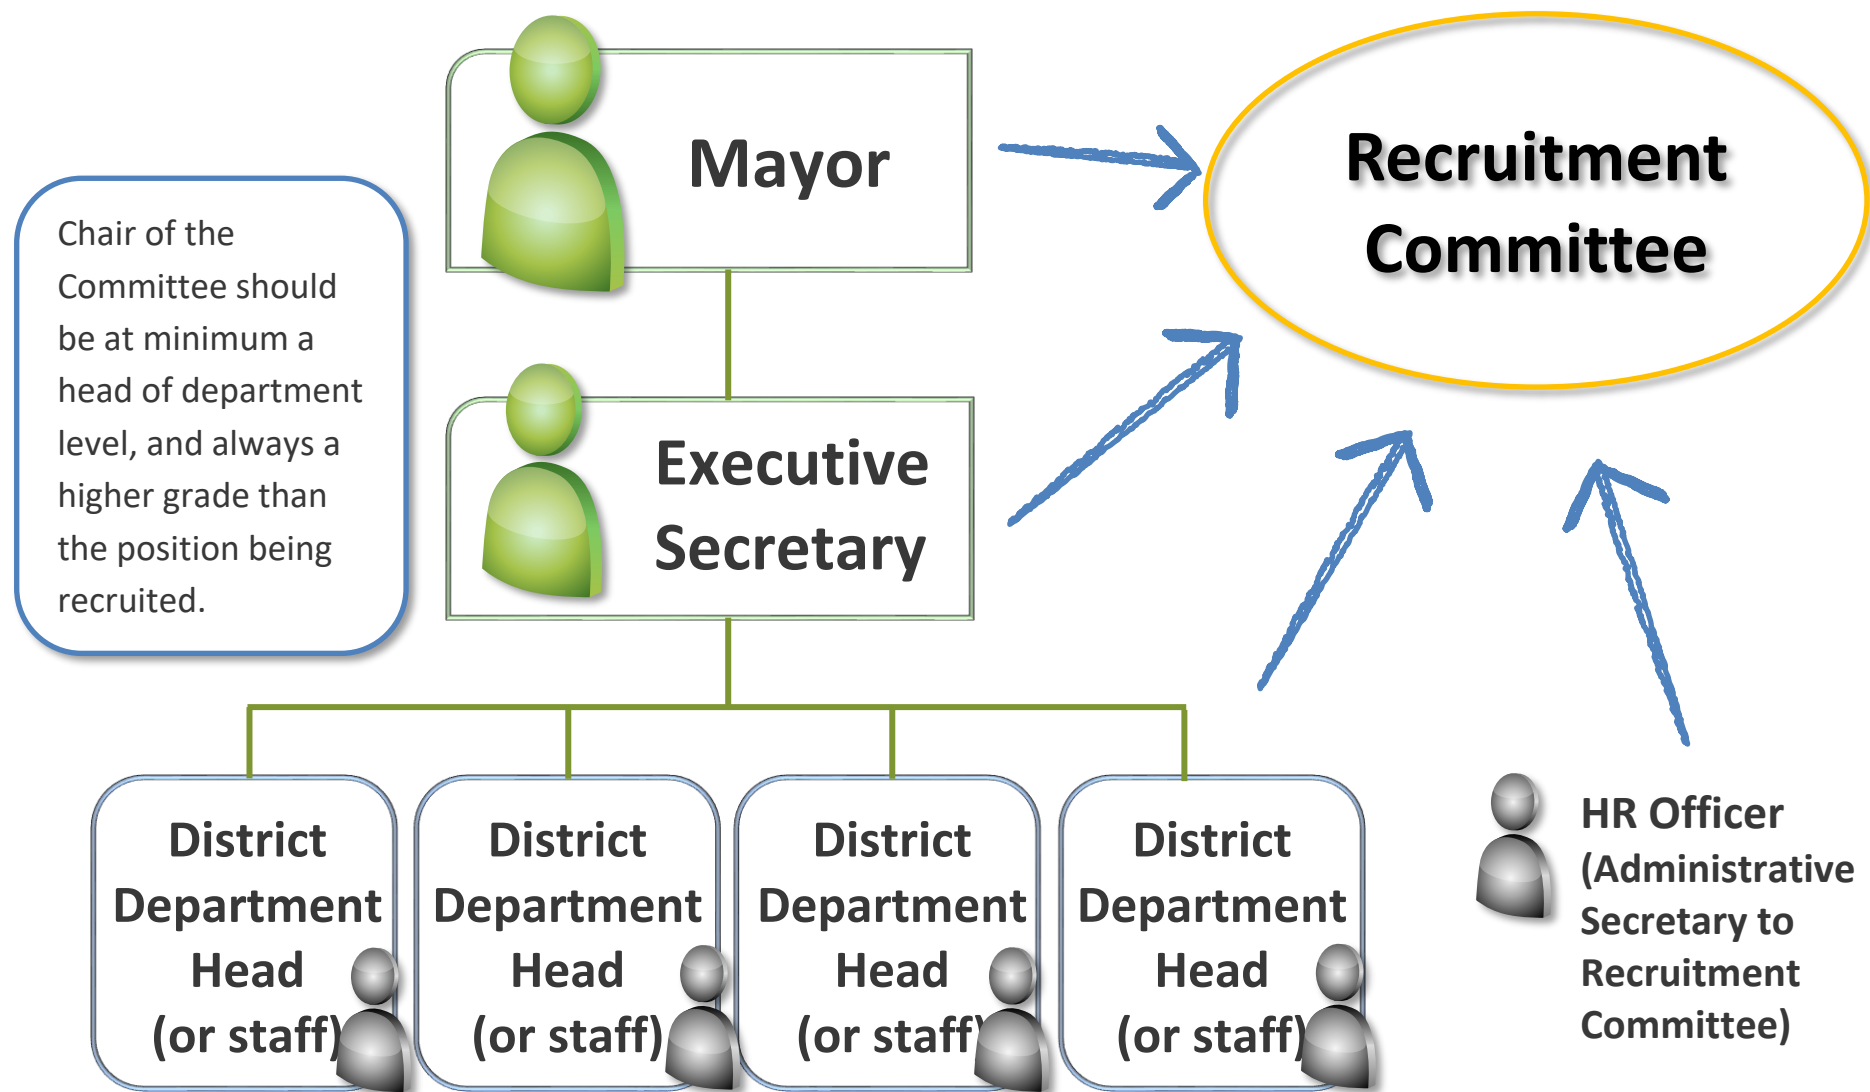 Mayor
Recruitment
Committee
Chair of the
Committee should
be at minimum a
head of department
level, and always a
higher grade than
the position being
recruited.
Executive
Secretary
District
Department
Head
(or staff)
District
Department
Head
(or staff)
District
Department
Head
(or staff)
District
Department
Head
(or staff)
HR Officer
(Administrative
Secretary to
Recruitment
Committee)